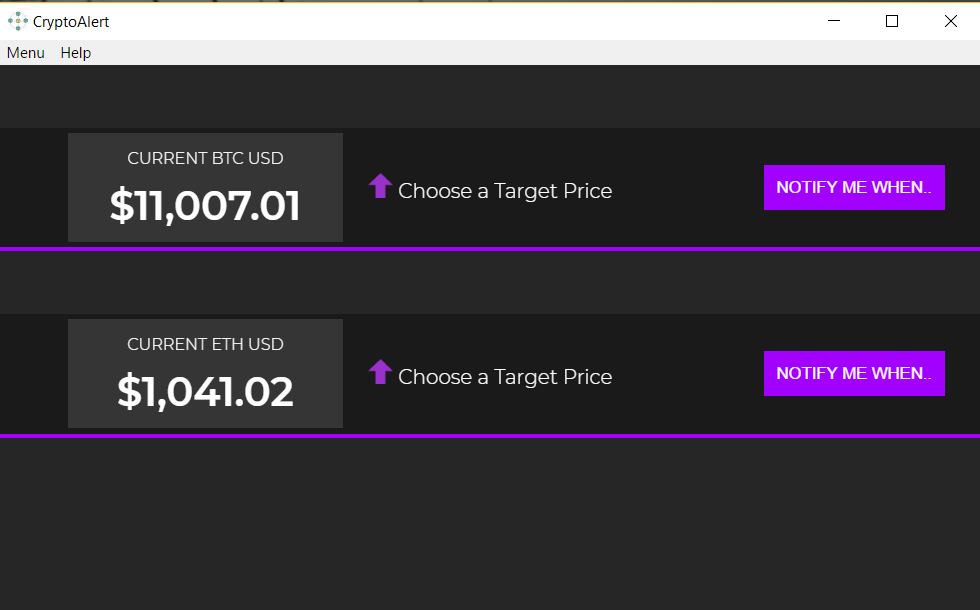 CryptoAlert
Menu Help
CURRENT BTC USD
$11,007.01
Choose a Target Price
NOTIFY ME WHEN..
CURRENT ETH USD
$1,041.02
Choose a Target Price
NOTIFY ME WHEN..